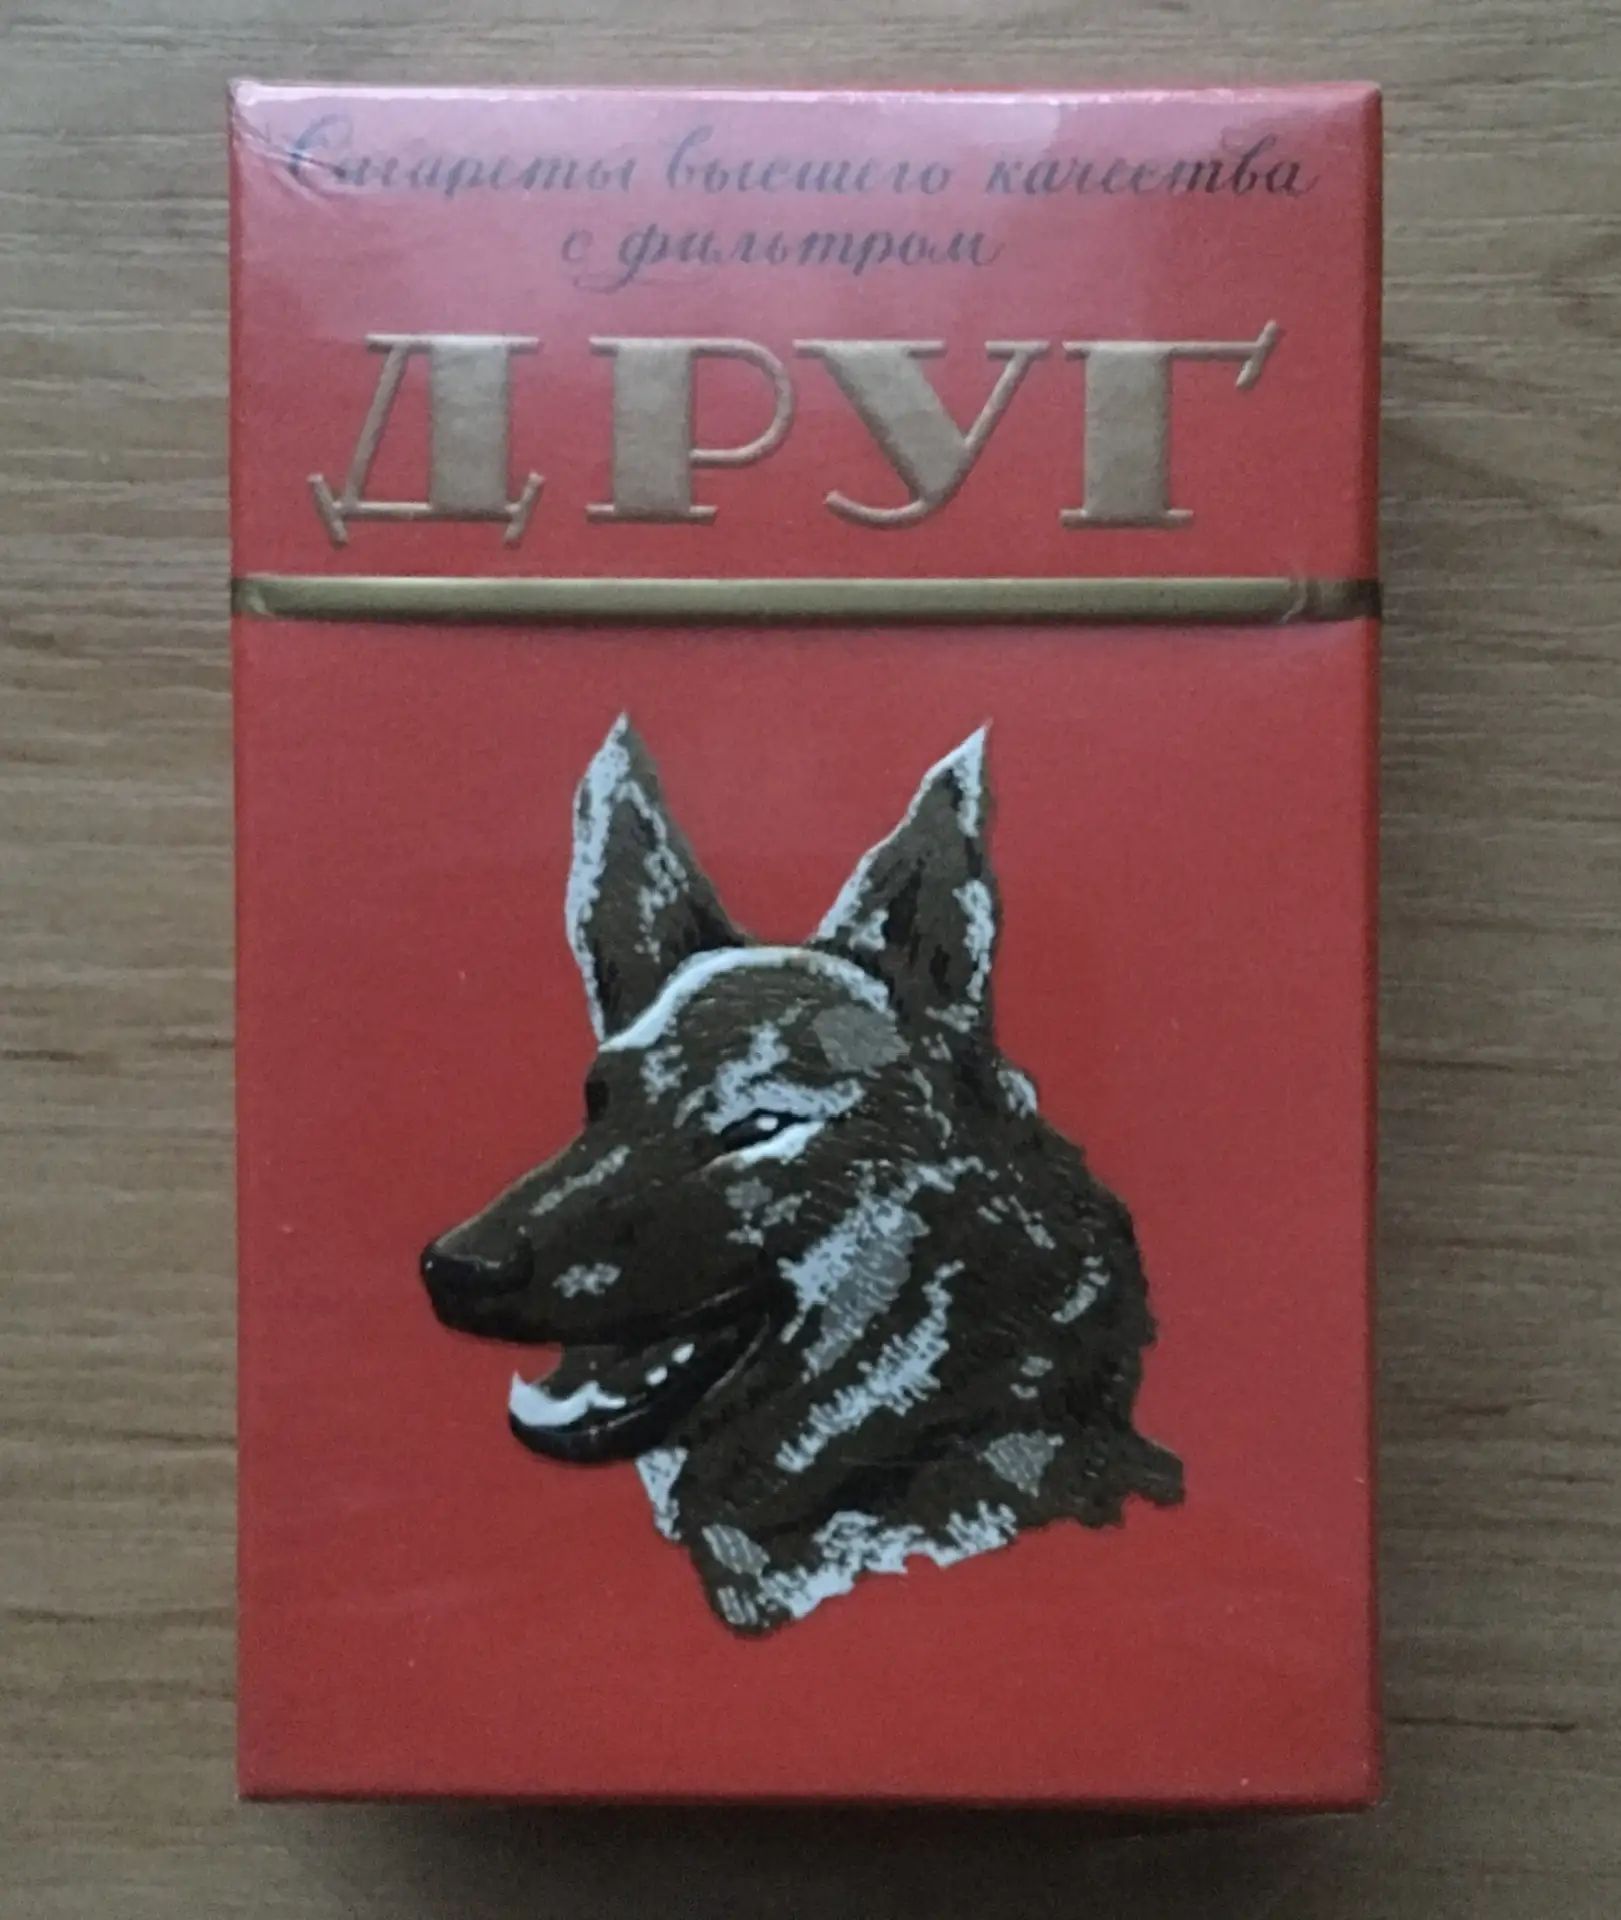 Сигареты высшего качества
с фильтром
ДРУГ